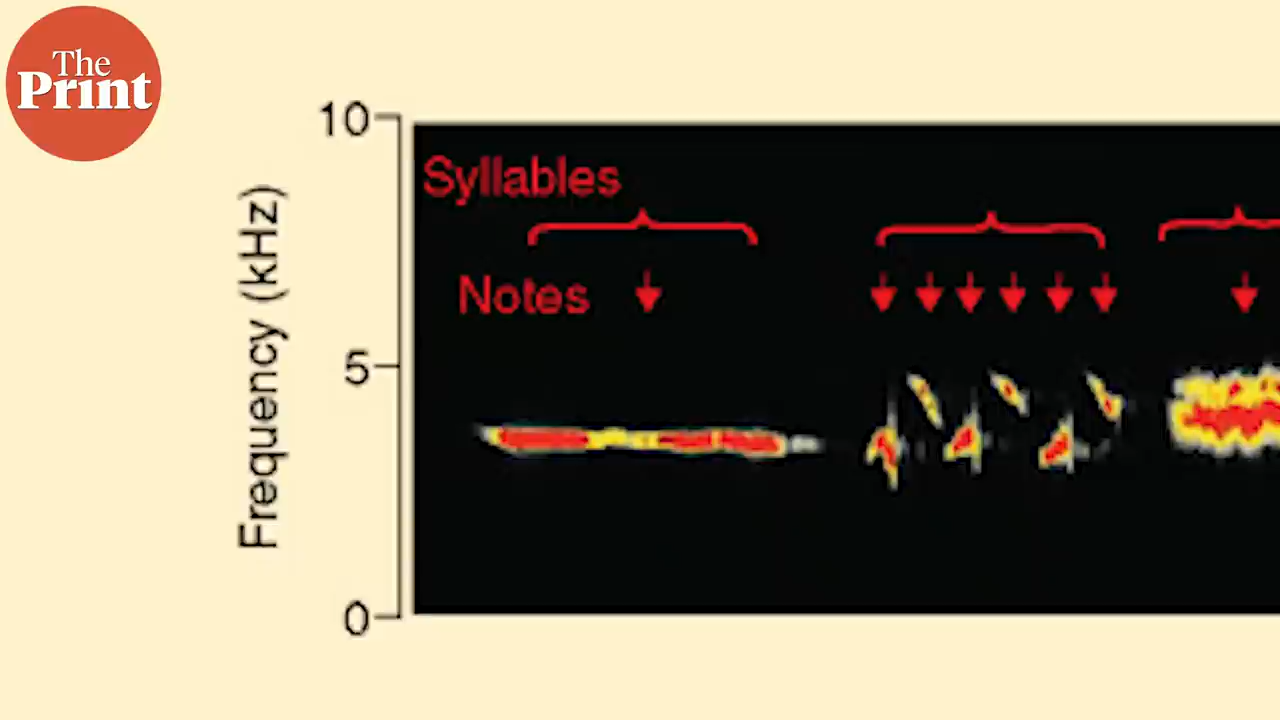 The
Print
10
Syllables
Notes
5
Frequency (kHz)
0